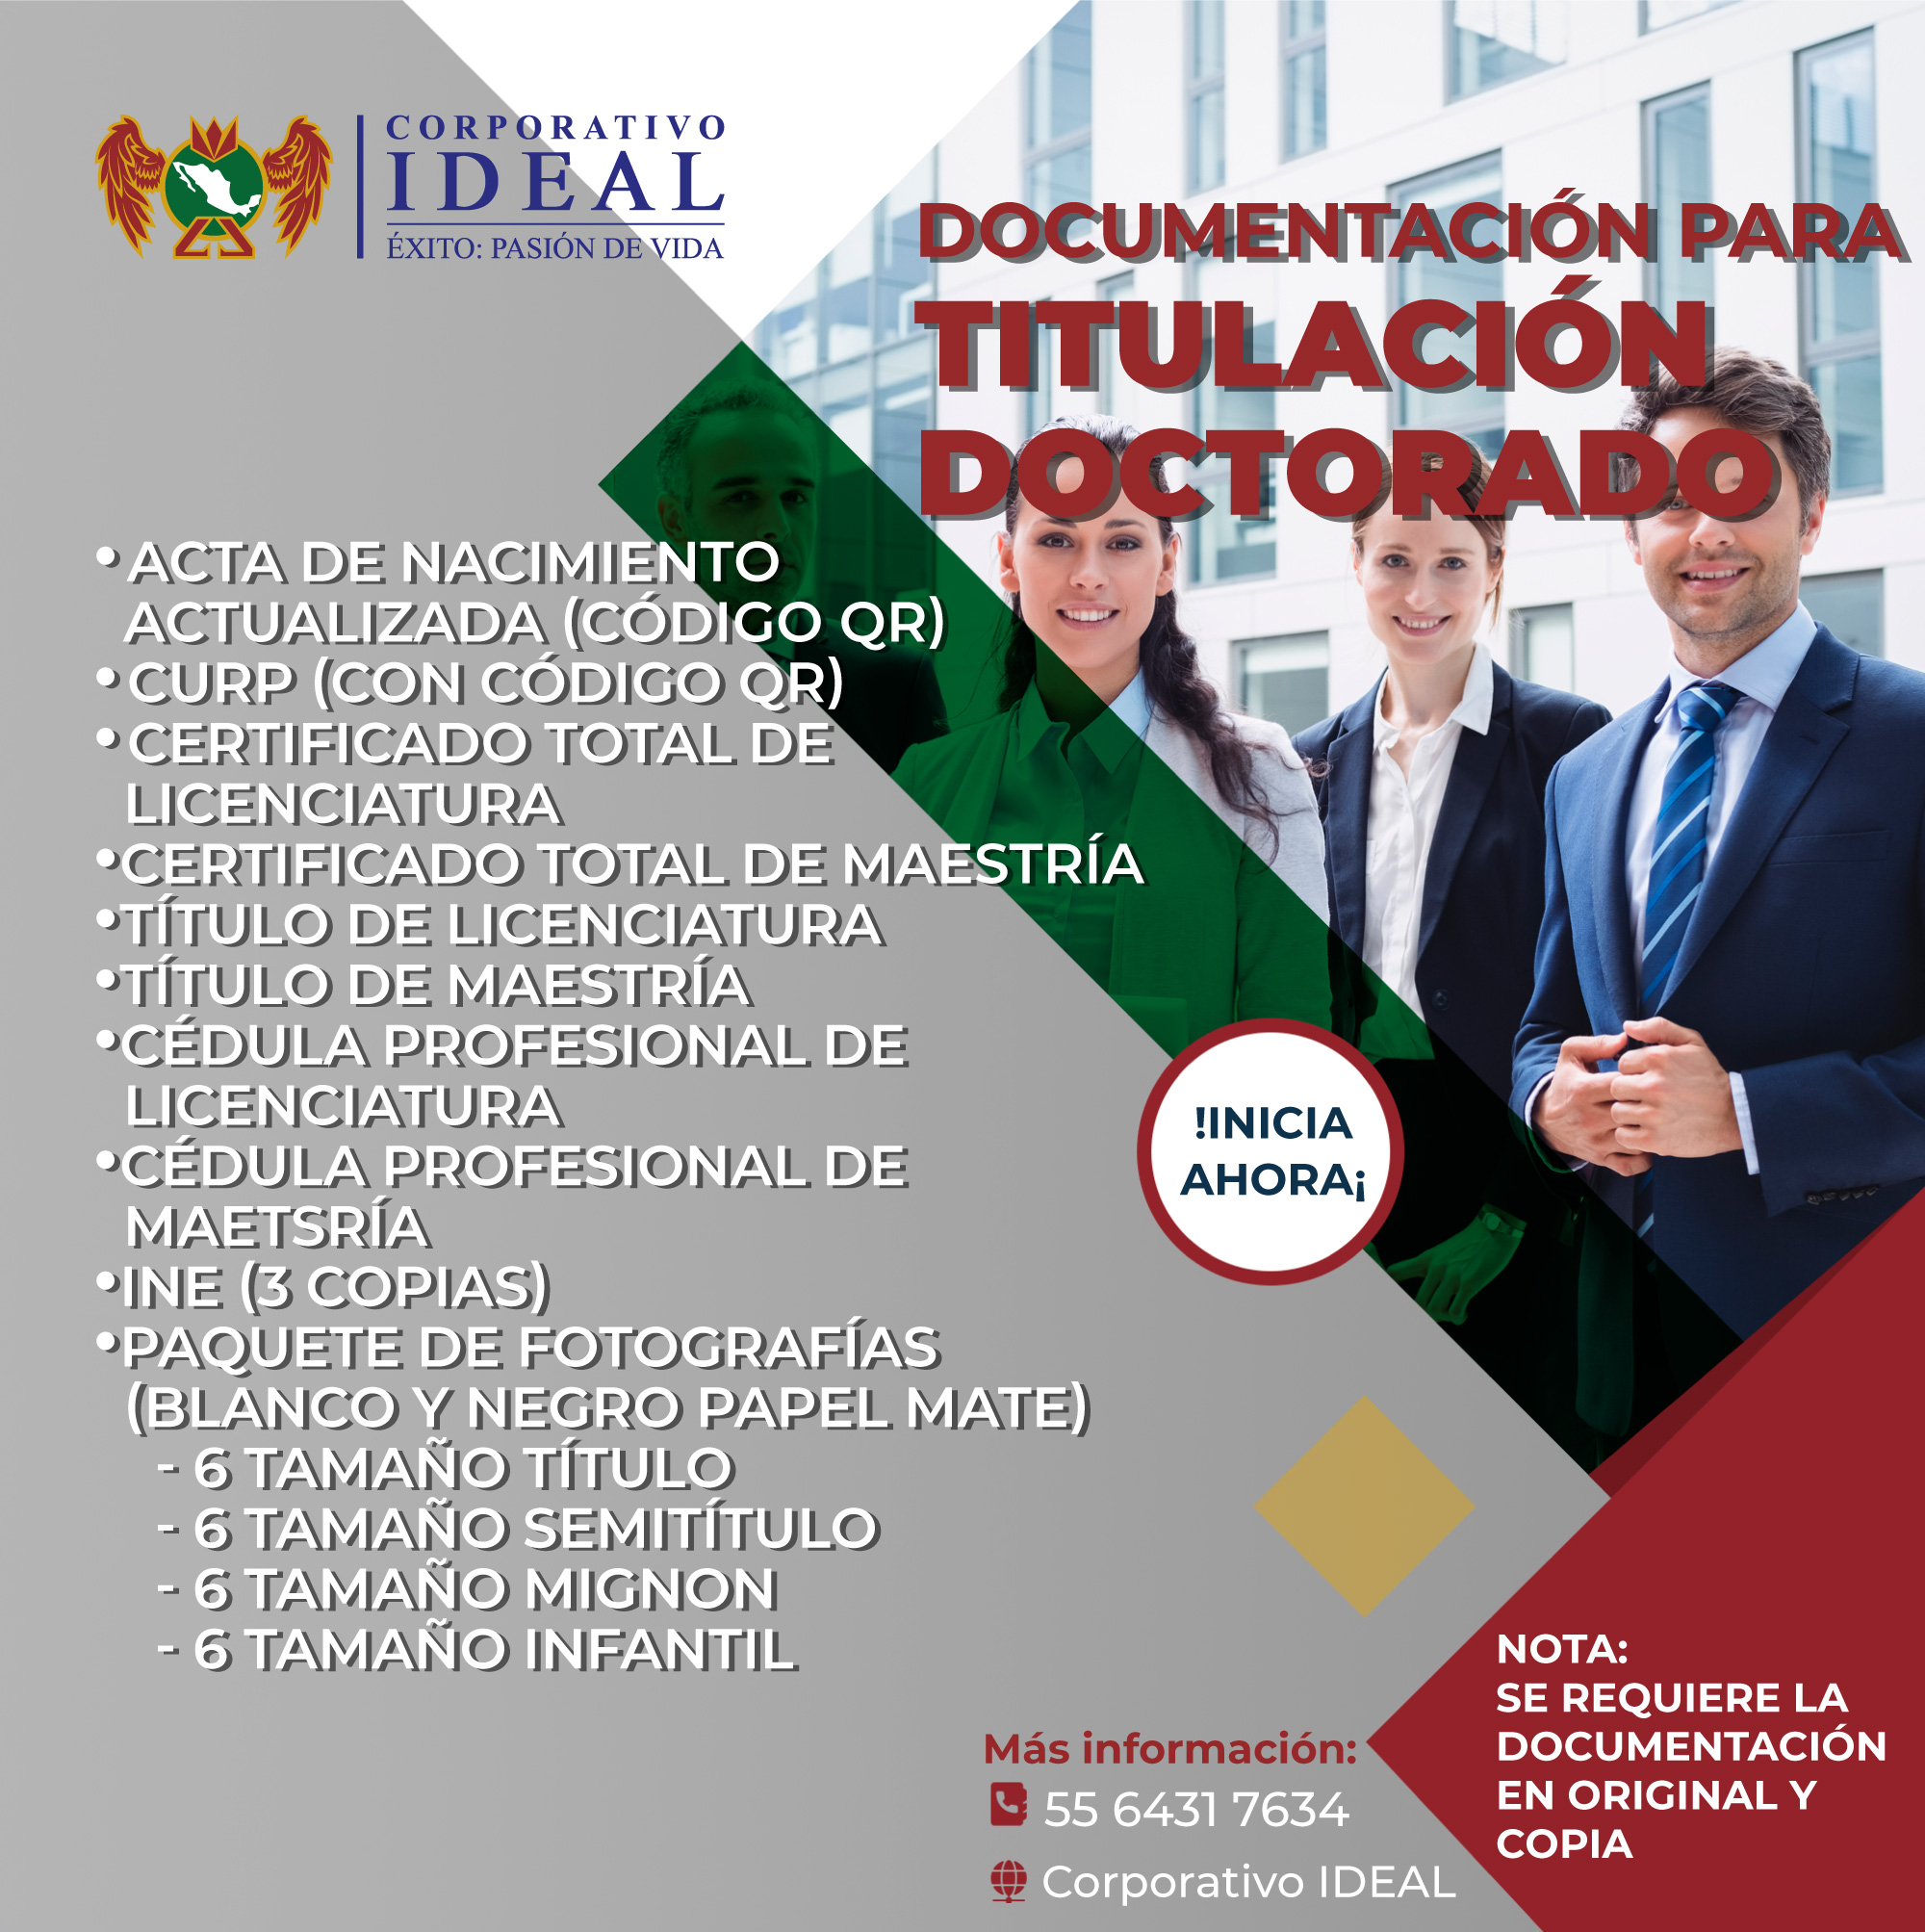 CORPORATIVO
IDEAL
ÉXITO: PASIÓN DE VIDA
DOCUMENTACIÓN PARA
TITULACIÓN
DOCTORADO
•ACTA DE NACIMIENTO
ACTUALIZADA (CÓDIGO QR)
•CURP (CON CÓDIGO QR)
•CERTIFICADO TOTAL DE
LICENCIATURA
•CERTIFICADO TOTAL DE MAESTRÍA
•TÍTULO DE LICENCIATURA
•TÍTULO DE MAESTRÍA
•CÉDULA PROFESIONAL DE
LICENCIATURA
•CÉDULA PROFESIONAL DE
MAETSRÍA
•INE (3 COPIAS)
•PAQUETE DE FOTOGRAFÍAS
(BLANCO Y NEGRO PAPEL MATE)
- 6 TAMAÑO TÍTULO
- 6 TAMAÑO SEMITÍTULO
- 6 TAMAÑO MIGNON
- 6 TAMAÑO INFANTIL
!INICIA
AHORA¡
NOTA:
SE REQUIERE LA
DOCUMENTACIÓN
EN ORIGINAL Y
COPIA
Más información:
55 6431 7634
Corporativo IDEAL